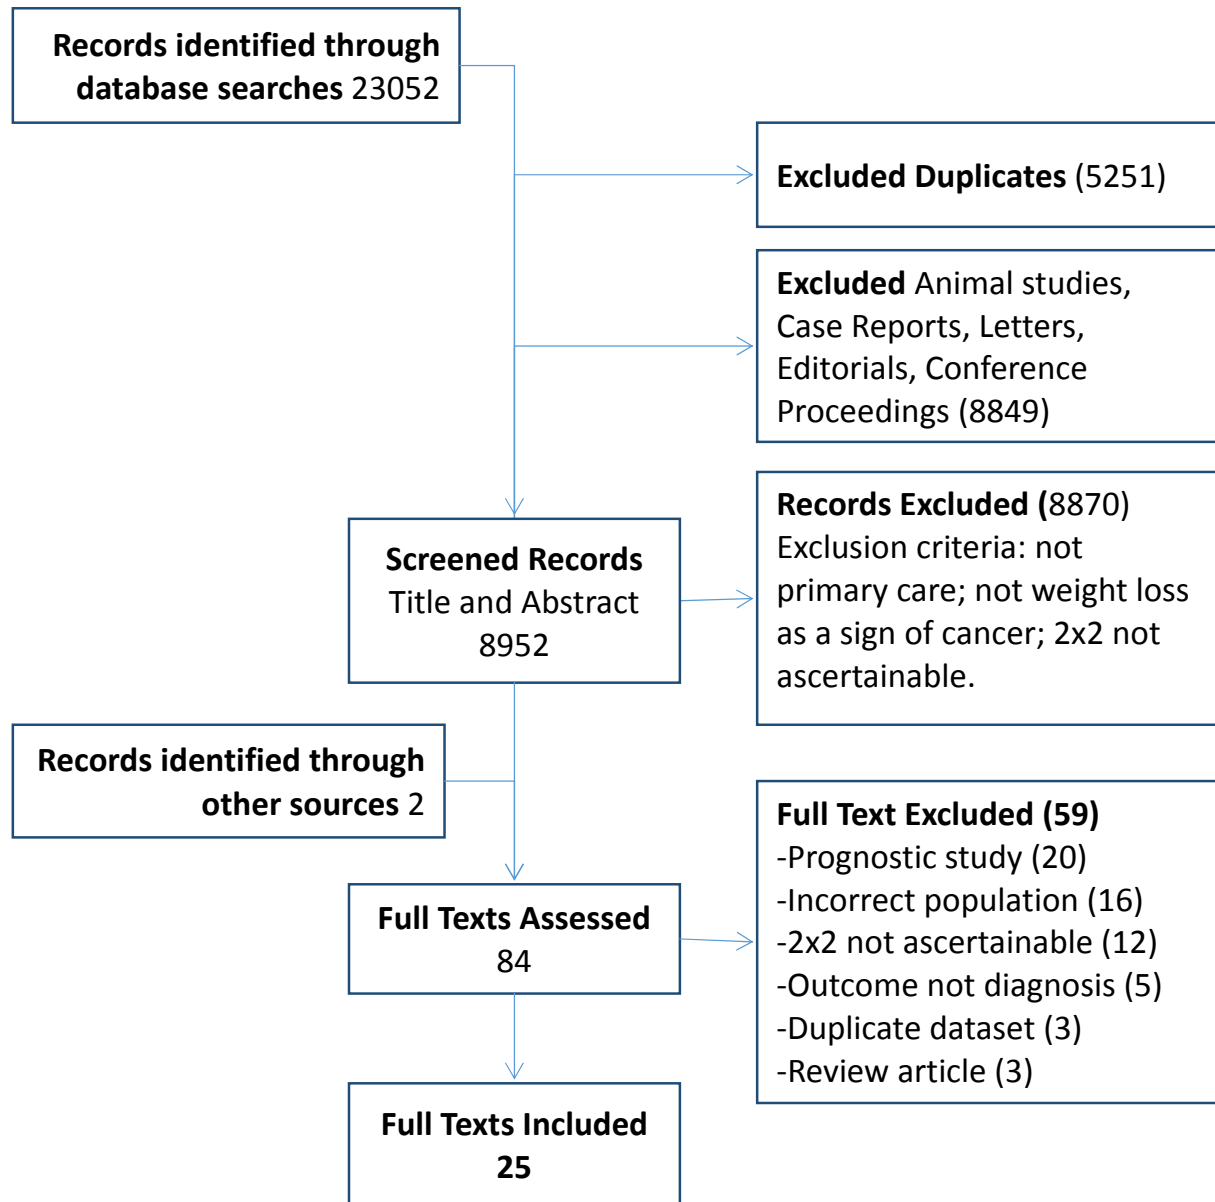 Records identified through
database searches 23052
Excluded Duplicates (5251)
Excluded Animal studies,
Case Reports, Letters,
Editorials, Conference
Proceedings (8849)
Screened Records
Title and Abstract
8952
Records Excluded (8870)
Exclusion criteria: not
primary care; not weight loss
as a sign of cancer; 2x2 not
ascertainable.
Records identified through
other sources 2
Full Texts Assessed
84
Full Text Excluded (59)
-Prognostic study (20)
-Incorrect population (16)
-2x2 not ascertainable (12)
-Outcome not diagnosis (5)
-Duplicate dataset (3)
-Review article (3)
Full Texts Included
25